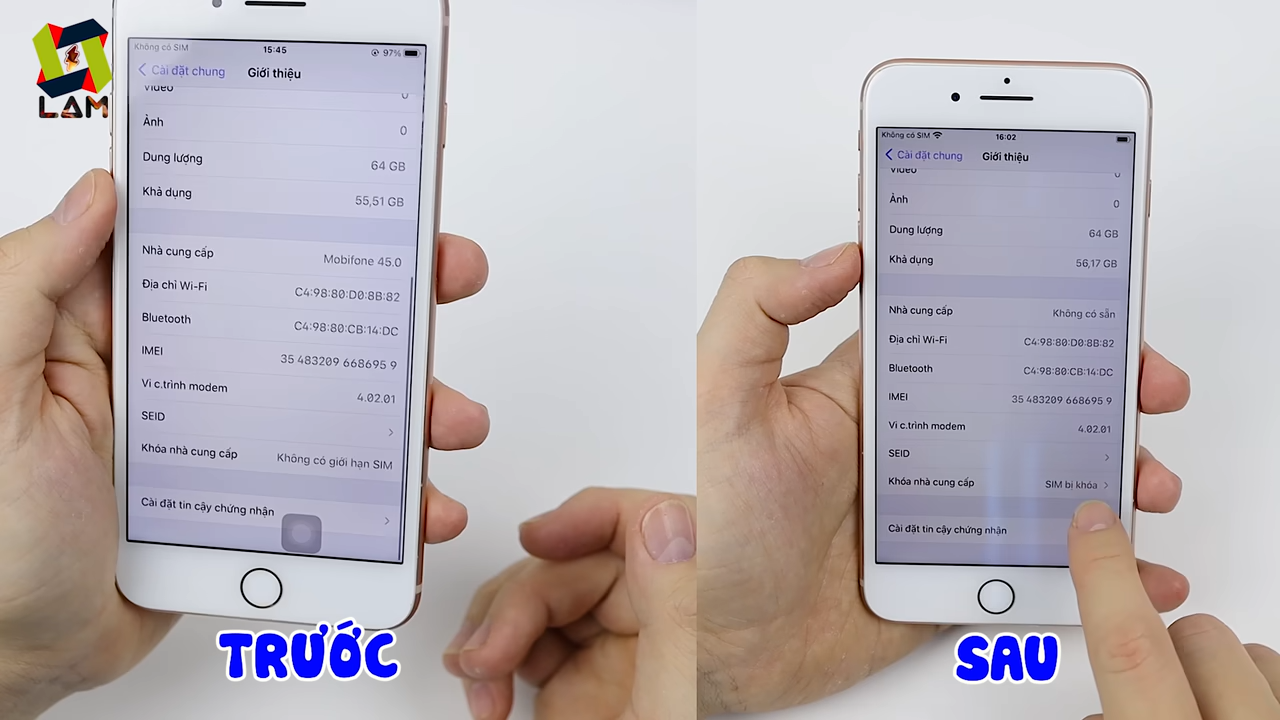 LAM
Không có SIM 15:45 97%
Cài đặt chung Giới thiệu
Video 0
Ảnh 0
Dung lượng 64 GB
Khả dụng 55,51 GB
Nhà cung cấp Mobifone 45.0
Địa chỉ Wi-Fi C4:98:80:D0:8B:82
Bluetooth C4:98:80:CB:14:DC
IMEI 35 483209 668695 9
Vi c.trình modem 4.02.01
SEID
Khóa nhà cung cấp Không có giới hạn SIM
Cài đặt tin cậy chứng nhận
TRƯỚC
Không có SIM 16:02
Cài đặt chung Giới thiệu
Video 0
Ảnh 0
Dung lượng 64 GB
Khả dụng 56,17 GB
Nhà cung cấp Không có sẵn
Địa chỉ Wi-Fi C4:98:80:D0:8B:82
Bluetooth C4:98:80:CB:14:DC
IMEI 35 483209 668695 9
Vi c.trình modem 4.02.01
SEID
Khóa nhà cung cấp SIM bị khóa
Cài đặt tin cậy chứng nhận
SAU